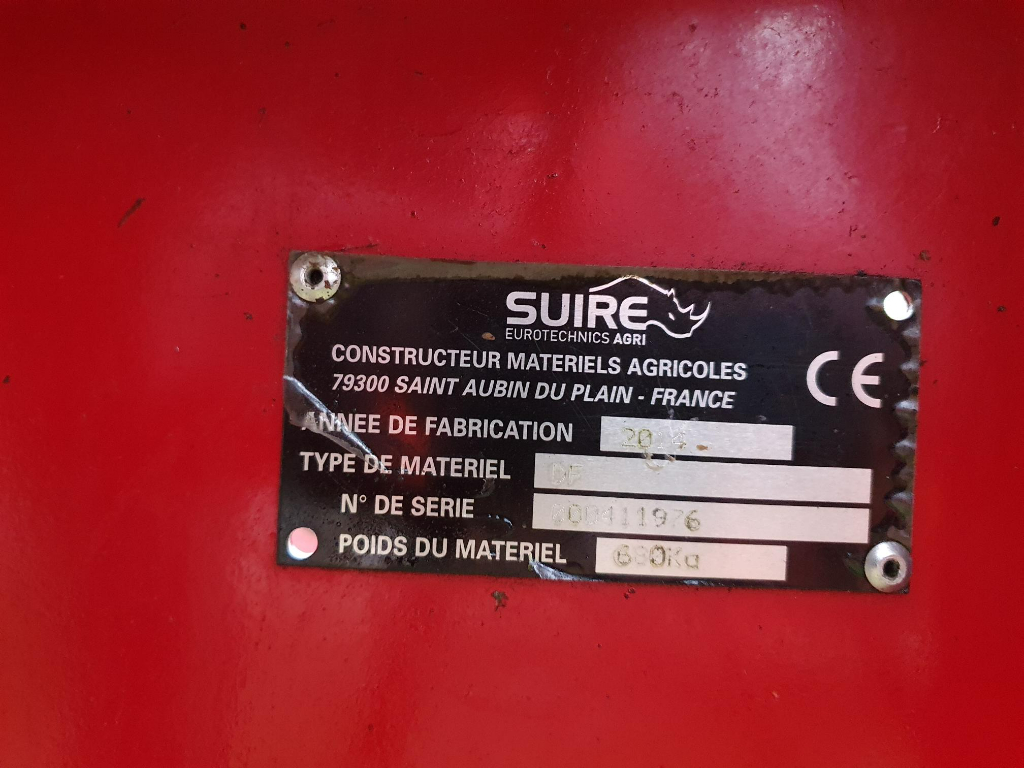 SUIRE
EUROTECHNICS AGRI
CONSTRUCTEUR MATERIELS AGRICOLES
79300 SAINT AUBIN DU PLAIN - FRANCE
CE
ANNEE DE FABRICATION
TYPE DE MATERIEL
N° DE SERIE
POIDS DU MATERIEL